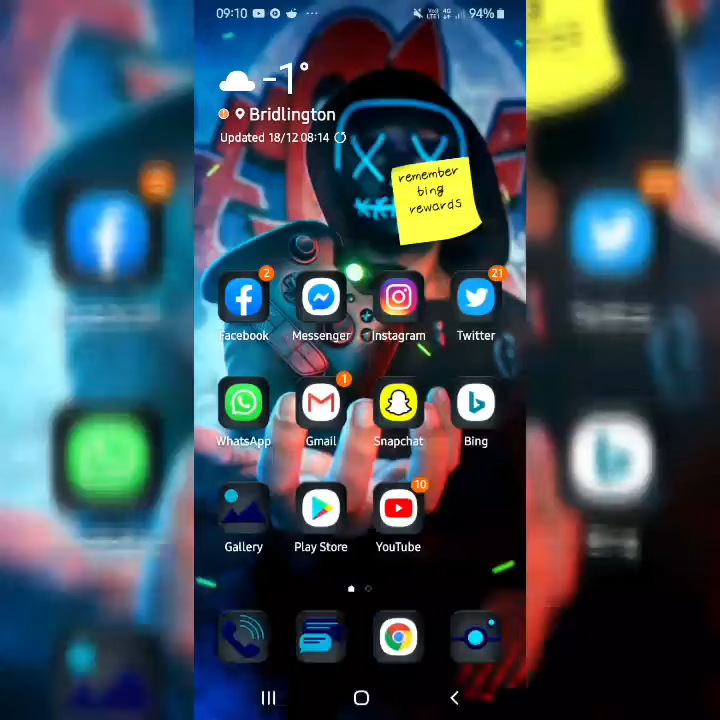 09:10 94%
-1°
Bridlington
Updated 18/12 08:14
remember
bing
rewards
2 21
Facebook Messenger Instagram Twitter
1
WhatsApp Gmail Snapchat Bing
10
Gallery Play Store YouTube